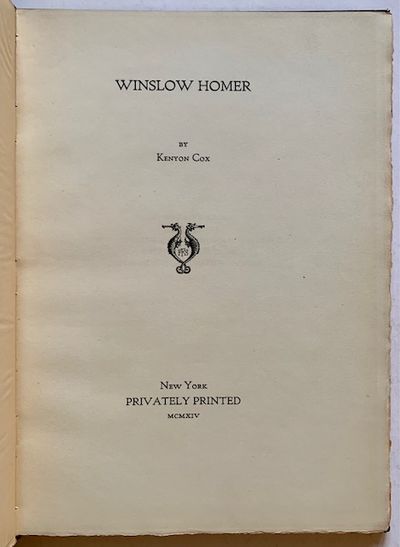 WINSLOW HOMER
BY
KENYON COX
NEW YORK
PRIVATELY PRINTED
MCMXIV